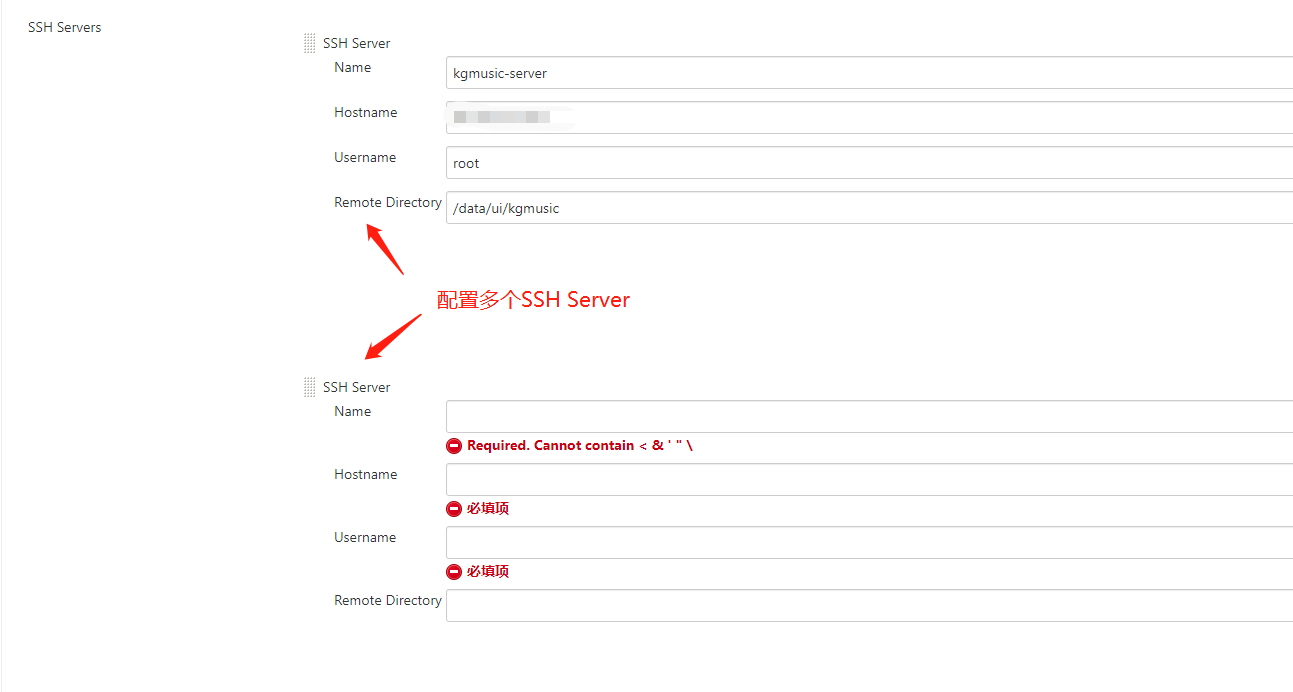 SSH Servers
SSH Server
Name
kgmusic-server
Hostname
Username
root
Remote Directory
/data/ui/kgmusic
配置多个SSH Server
SSH Server
Name
Required. Cannot contain < & ' " \
Hostname
必填项
Username
必填项
Remote Directory